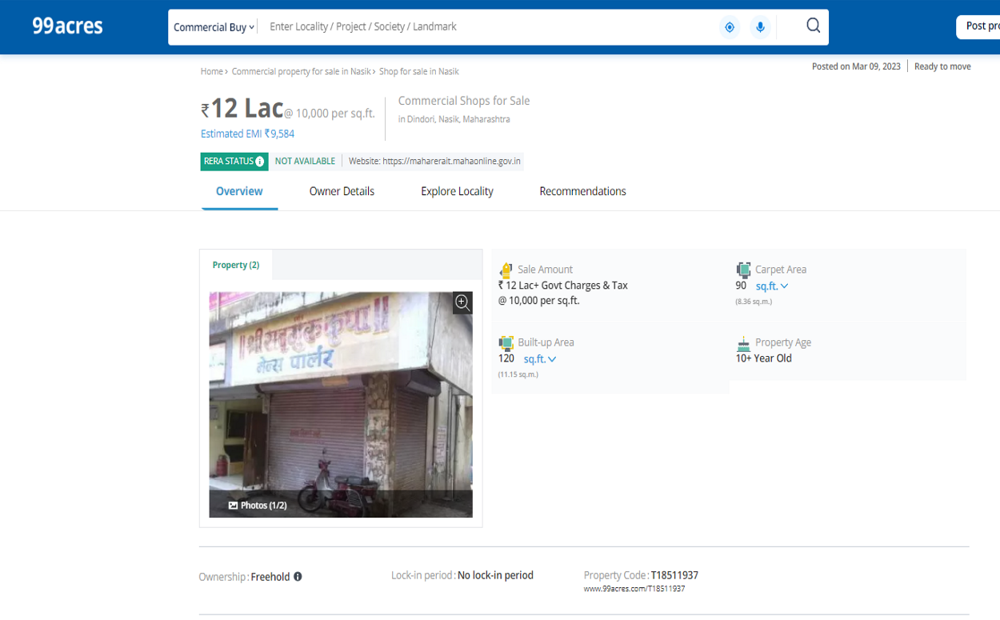 99acres
Commercial Buy
Enter Locality / Project / Society / Landmark
Post pro
Home › Commercial property for sale in Nasik › Shop for sale in Nasik
Posted on Mar 09, 2023 | Ready to move
₹12 Lac @ 10,000 per sq.ft.
Estimated EMI ₹9,584
Commercial Shops for Sale
in Dindori, Nasik, Maharashtra
RERA STATUS i NOT AVAILABLE | Website: https://maharerait.mahaonline.gov.in
Overview Owner Details Explore Locality Recommendations
Property (2)
॥श्री सद्गुरू कृपा॥
मेन्स पार्लर
Photos (1/2)
Sale Amount
₹ 12 Lac+ Govt Charges & Tax
@ 10,000 per sq.ft.
Carpet Area
90 sq.ft.
(8.36 sq.m.)
Built-up Area
120 sq.ft.
(11.15 sq.m.)
Property Age
10+ Year Old
Ownership : Freehold
Lock-in period : No lock-in period
Property Code : T18511937
www.99acres.com/T18511937